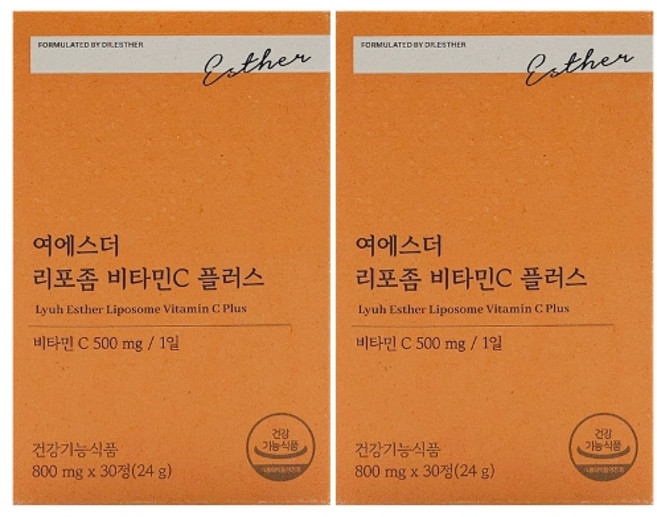 FORMULATED BY DR.ESTHER
Esther
여에스더
리포좀 비타민C 플러스
Lyuh Esther Liposome Vitamin C Plus
비타민 C 500 mg / 1일
건강기능식품
800 mg x 30정(24 g)
건강
기능식품
FORMULATED BY DR.ESTHER
Esther
여에스더
리포좀 비타민C 플러스
Lyuh Esther Liposome Vitamin C Plus
비타민 C 500 mg / 1일
건강기능식품
800 mg x 30정(24 g)
건강
기능식품